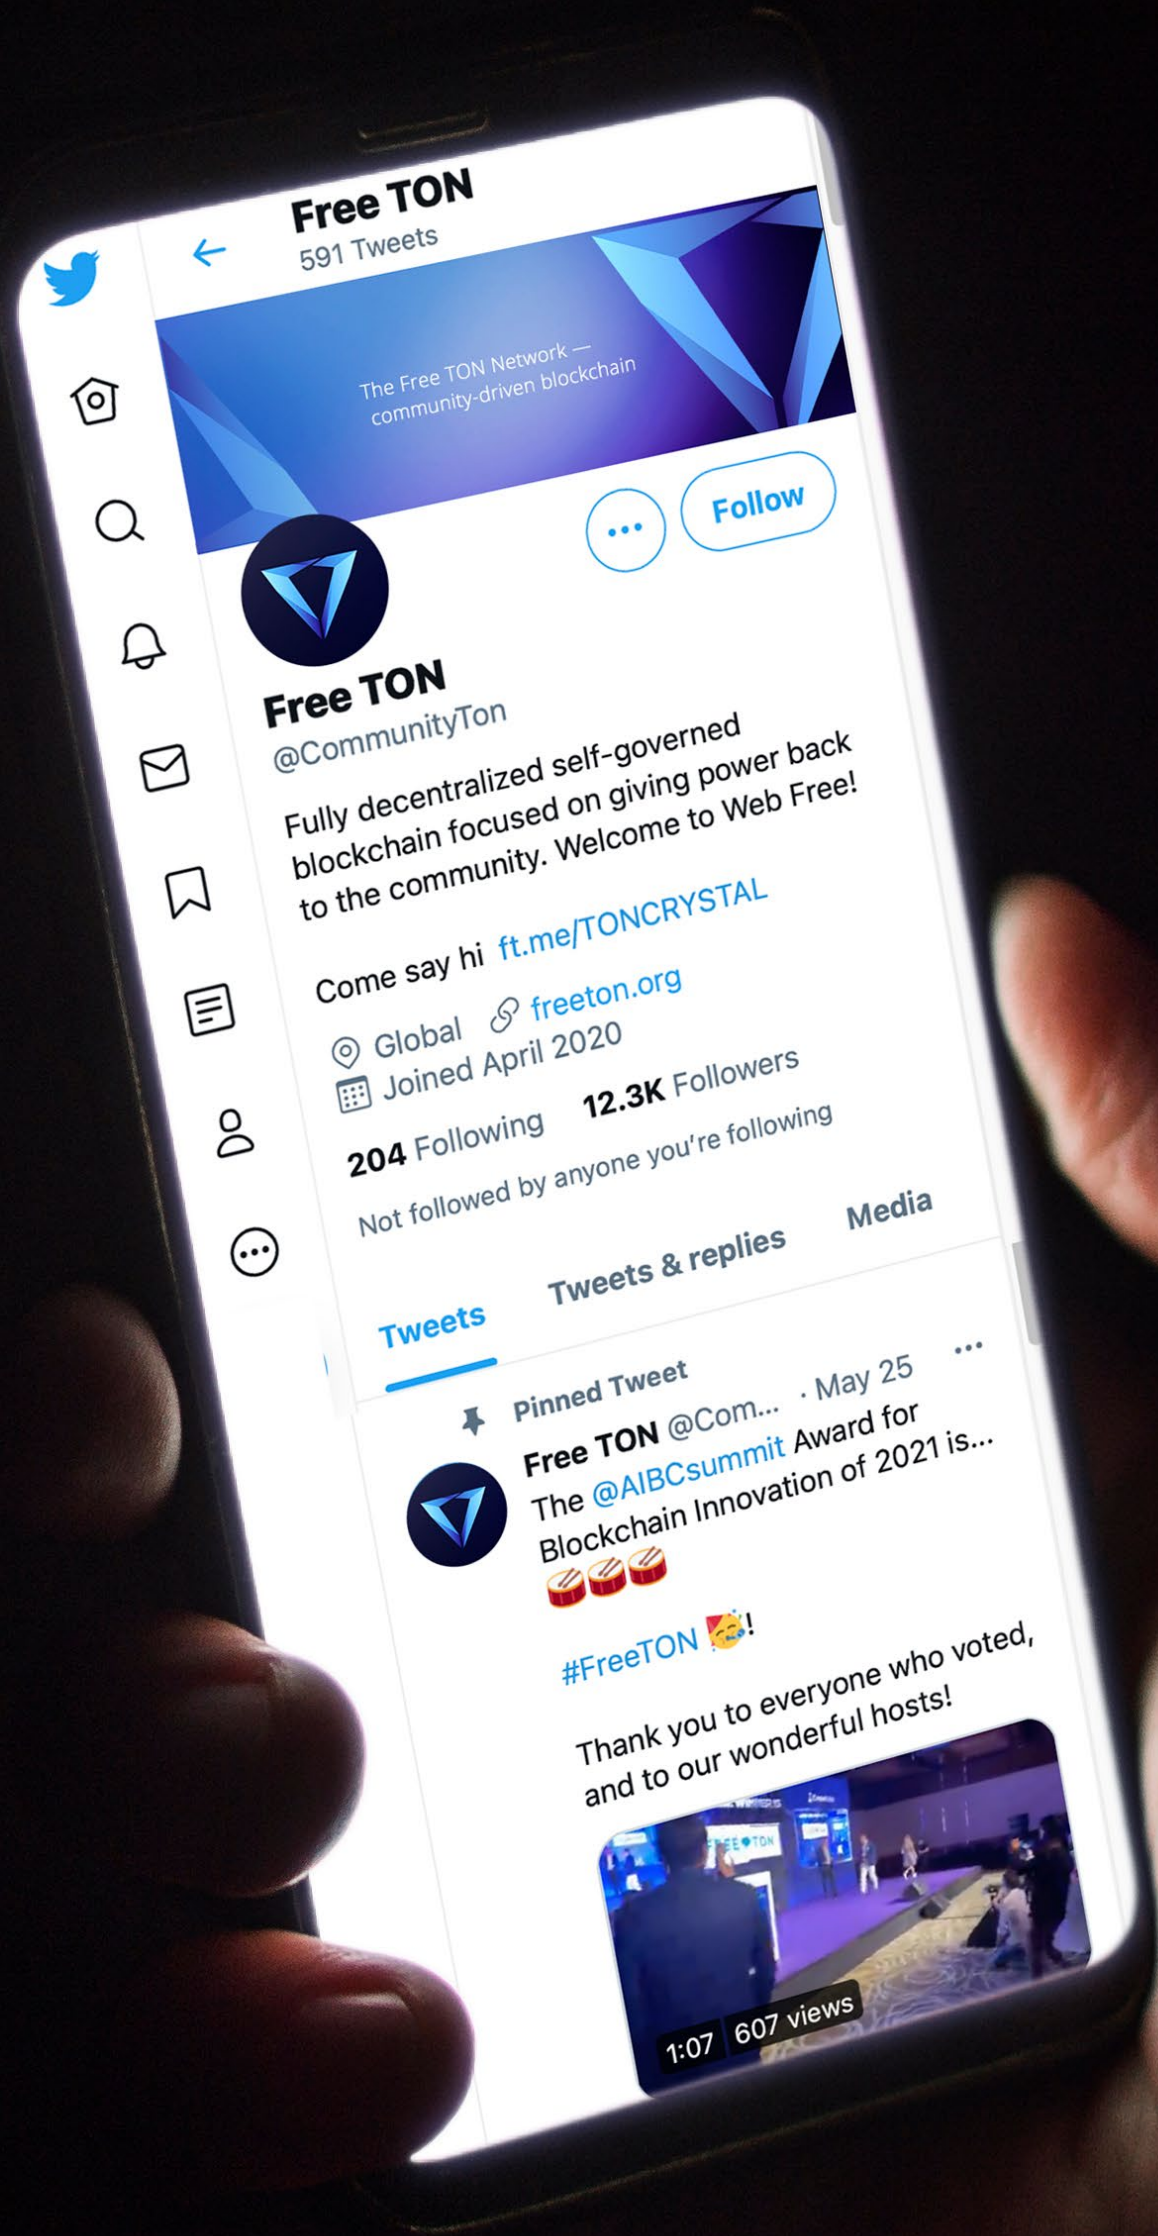 Free TON
591 Tweets
The Free TON Network —
community-driven blockchain
Follow
Free TON
@CommunityTon
Fully decentralized self-governed
blockchain focused on giving power back
to the community. Welcome to Web Free!
Come say hi ft.me/TONCRYSTAL
Global freeton.org
Joined April 2020
204 Following 12.3K Followers
Not followed by anyone you're following
Tweets Tweets & replies Media
Pinned Tweet
Free TON @Com... · May 25
The @AIBCsummit Award for
Blockchain Innovation of 2021 is...
🥁🥁🥁
#FreeTON 🥳!
Thank you to everyone who voted,
and to our wonderful hosts!
TON
1:07 607 views